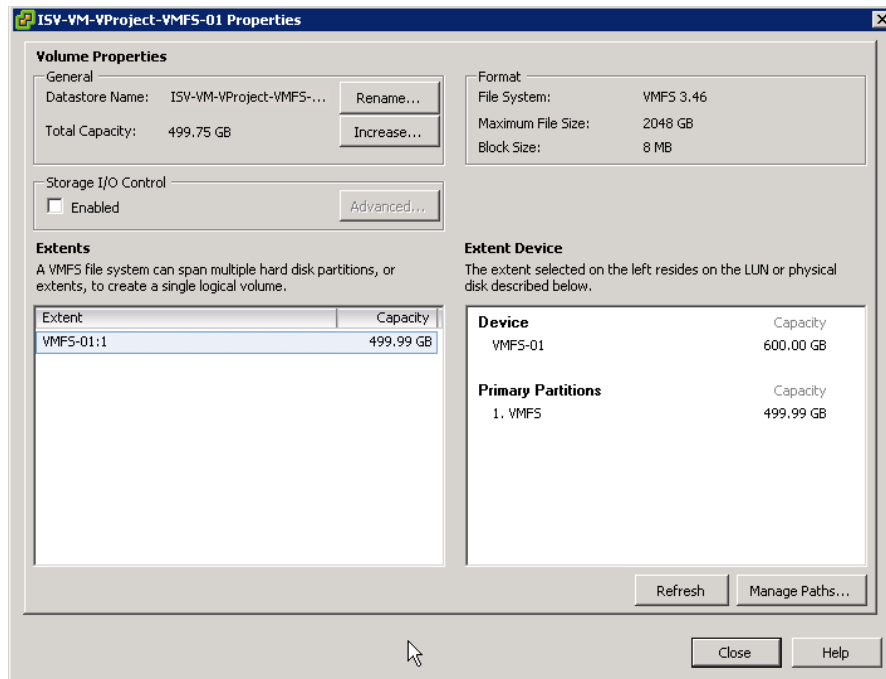 ISV-VM-VProject-VMFS-01 Properties
Volume Properties
General
Datastore Name: ISV-VM-VProject-VMFS-... Rename...
Total Capacity: 499.75 GB Increase...
Format
File System: VMFS 3.46
Maximum File Size: 2048 GB
Block Size: 8 MB
Storage I/O Control
Enabled Advanced...
Extents
A VMFS file system can span multiple hard disk partitions, or
extents, to create a single logical volume.
Extent Capacity
VMFS-01:1 499.99 GB
Extent Device
The extent selected on the left resides on the LUN or physical
disk described below.
Device Capacity
VMFS-01 600.00 GB
Primary Partitions Capacity
1. VMFS 499.99 GB
Refresh Manage Paths...
Close Help